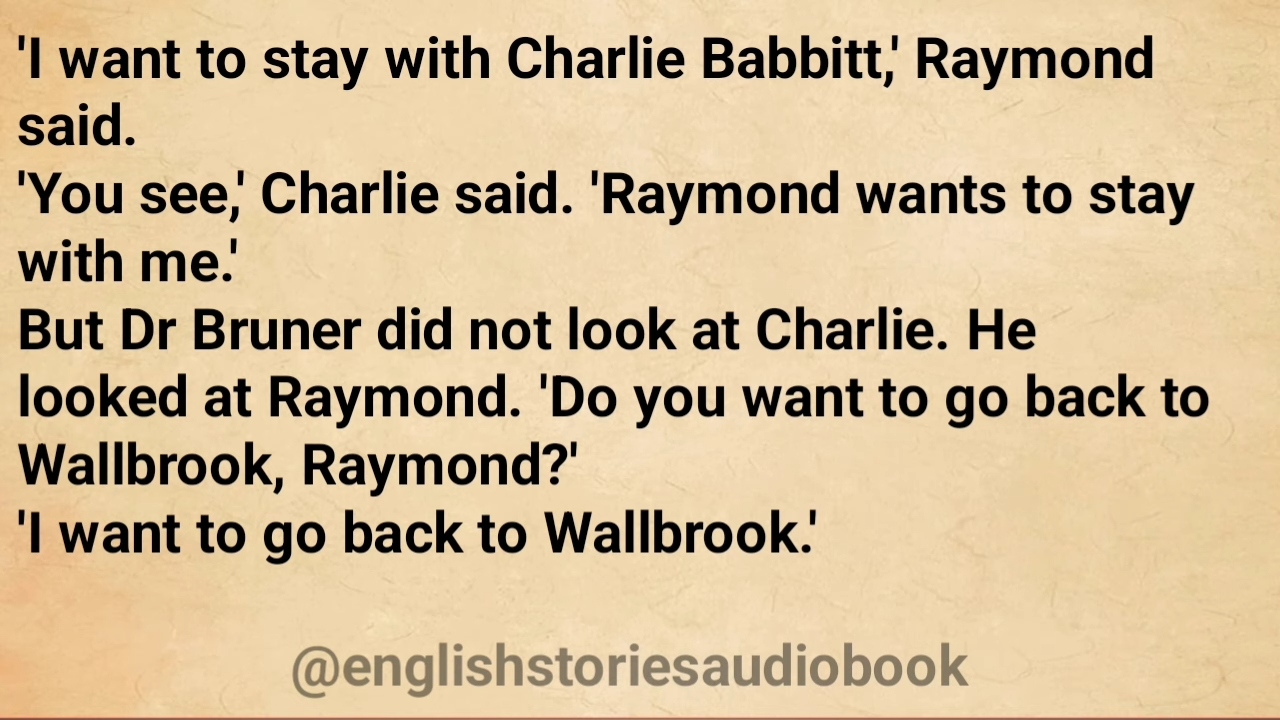 'I want to stay with Charlie Babbitt,' Raymond
said.
'You see,' Charlie said. 'Raymond wants to stay
with me.'
But Dr Bruner did not look at Charlie. He
looked at Raymond. 'Do you want to go back to
Wallbrook, Raymond?'
'I want to go back to Wallbrook.'
@englishstoriesaudiobook